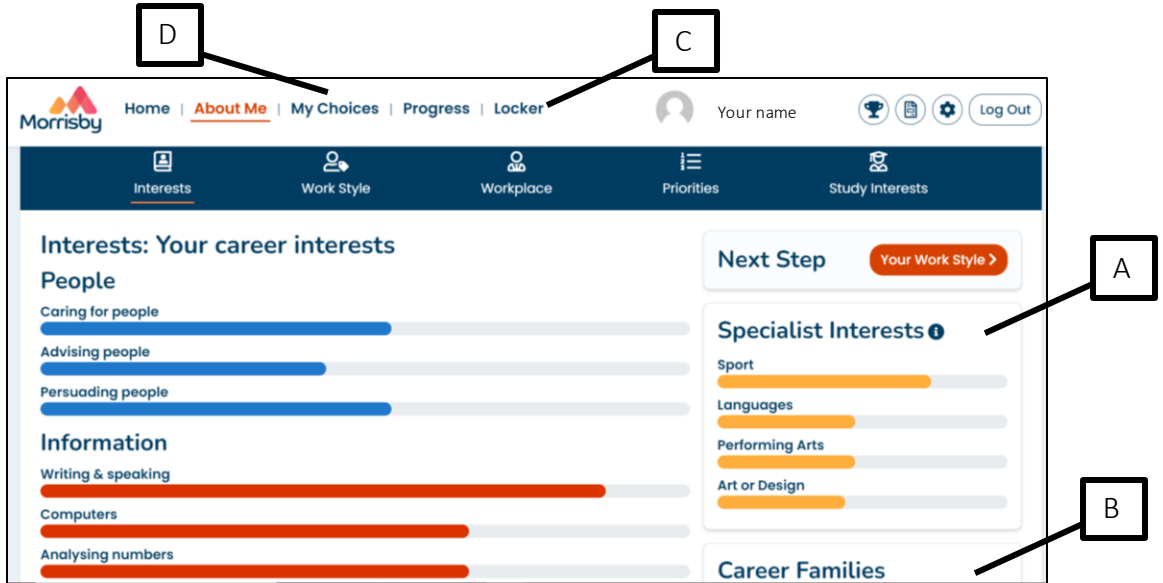 D
C
Morrisby
Home | About Me | My Choices | Progress | Locker
Your name
Log Out
Interests
Work Style
Workplace
Priorities
Study Interests
Interests: Your career interests
People
Caring for people
Advising people
Persuading people
Information
Writing & speaking
Computers
Analysing numbers
Next Step
Your Work Style >
A
Specialist Interests i
Sport
Languages
Performing Arts
Art or Design
B
Career Families